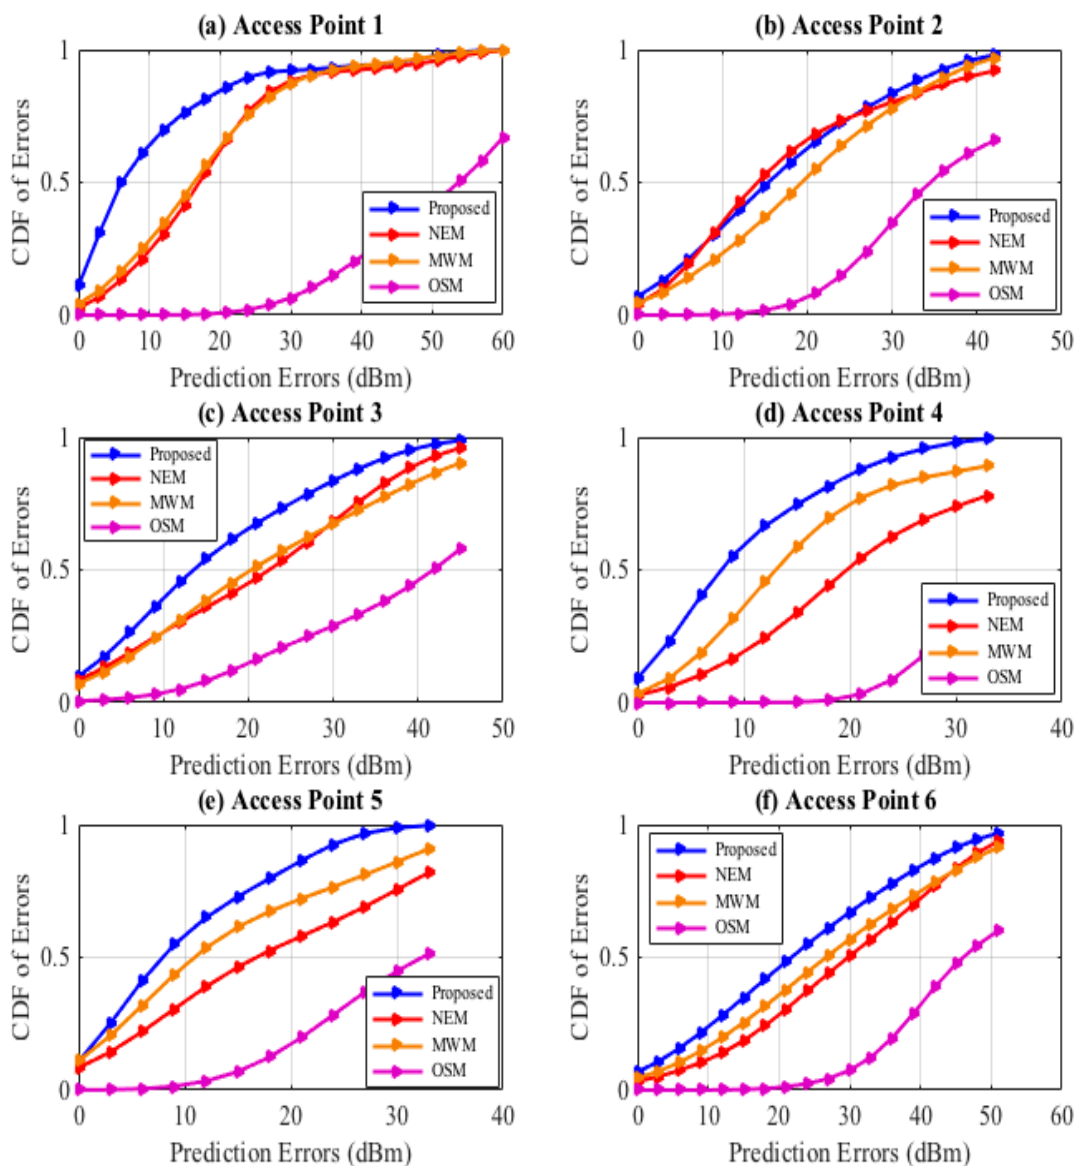 (a) Access Point 1
CDF of Errors
1
0.5
0
Proposed
NEM
MWM
OSM
0 10 20 30 40 50 60
Prediction Errors (dBm)
(b) Access Point 2
CDF of Errors
1
0.5
0
Proposed
NEM
MWM
OSM
0 10 20 30 40 50
Prediction Errors (dBm)
(c) Access Point 3
CDF of Errors
1
0.5
0
Proposed
NEM
MWM
OSM
0 10 20 30 40 50
Prediction Errors (dBm)
(d) Access Point 4
CDF of Errors
1
0.5
0
Proposed
NEM
MWM
OSM
0 10 20 30 40
Prediction Errors (dBm)
(e) Access Point 5
CDF of Errors
1
0.5
0
Proposed
NEM
MWM
OSM
0 10 20 30 40
Prediction Errors (dBm)
(f) Access Point 6
CDF of Errors
1
0.5
0
Proposed
NEM
MWM
OSM
0 10 20 30 40 50 60
Prediction Errors (dBm)